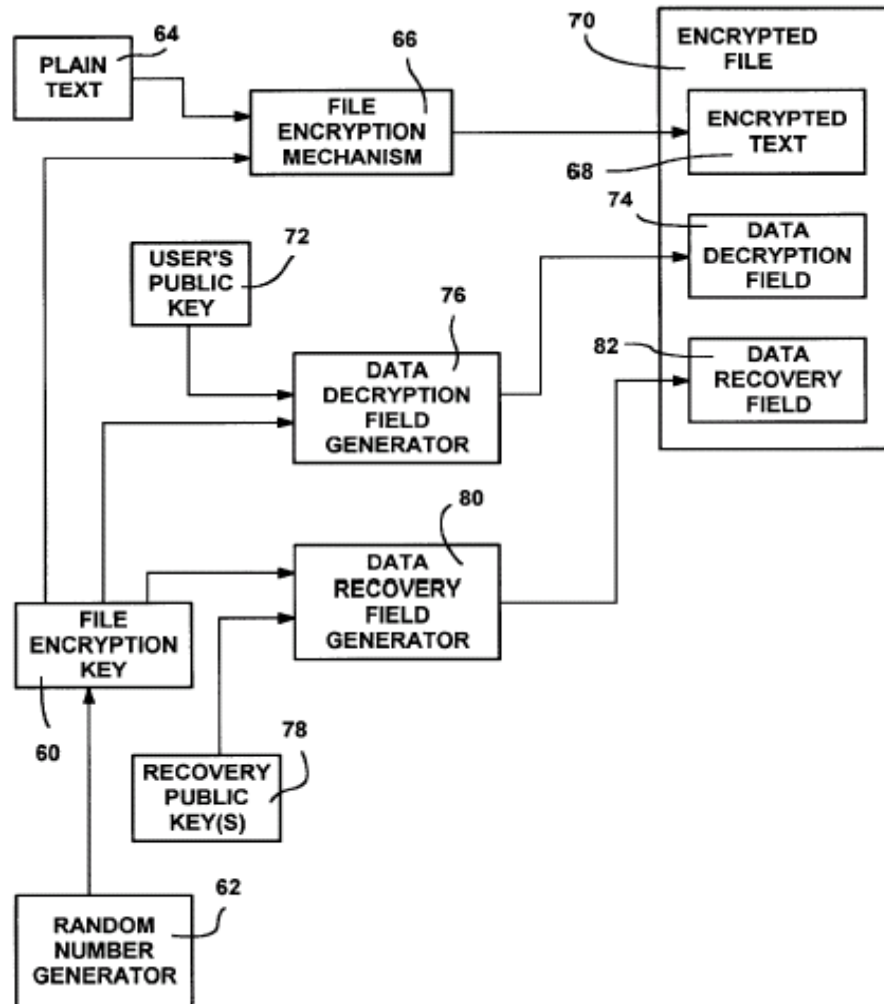 64
PLAIN
TEXT
66
FILE
ENCRYPTION
MECHANISM
70
ENCRYPTED
FILE
ENCRYPTED
TEXT
68
72
USER'S
PUBLIC
KEY
74
DATA
DECRYPTION
FIELD
76
DATA
DECRYPTION
FIELD
GENERATOR
82
DATA
RECOVERY
FIELD
80
DATA
RECOVERY
FIELD
GENERATOR
FILE
ENCRYPTION
KEY
60
78
RECOVERY
PUBLIC
KEY(S)
62
RANDOM
NUMBER
GENERATOR